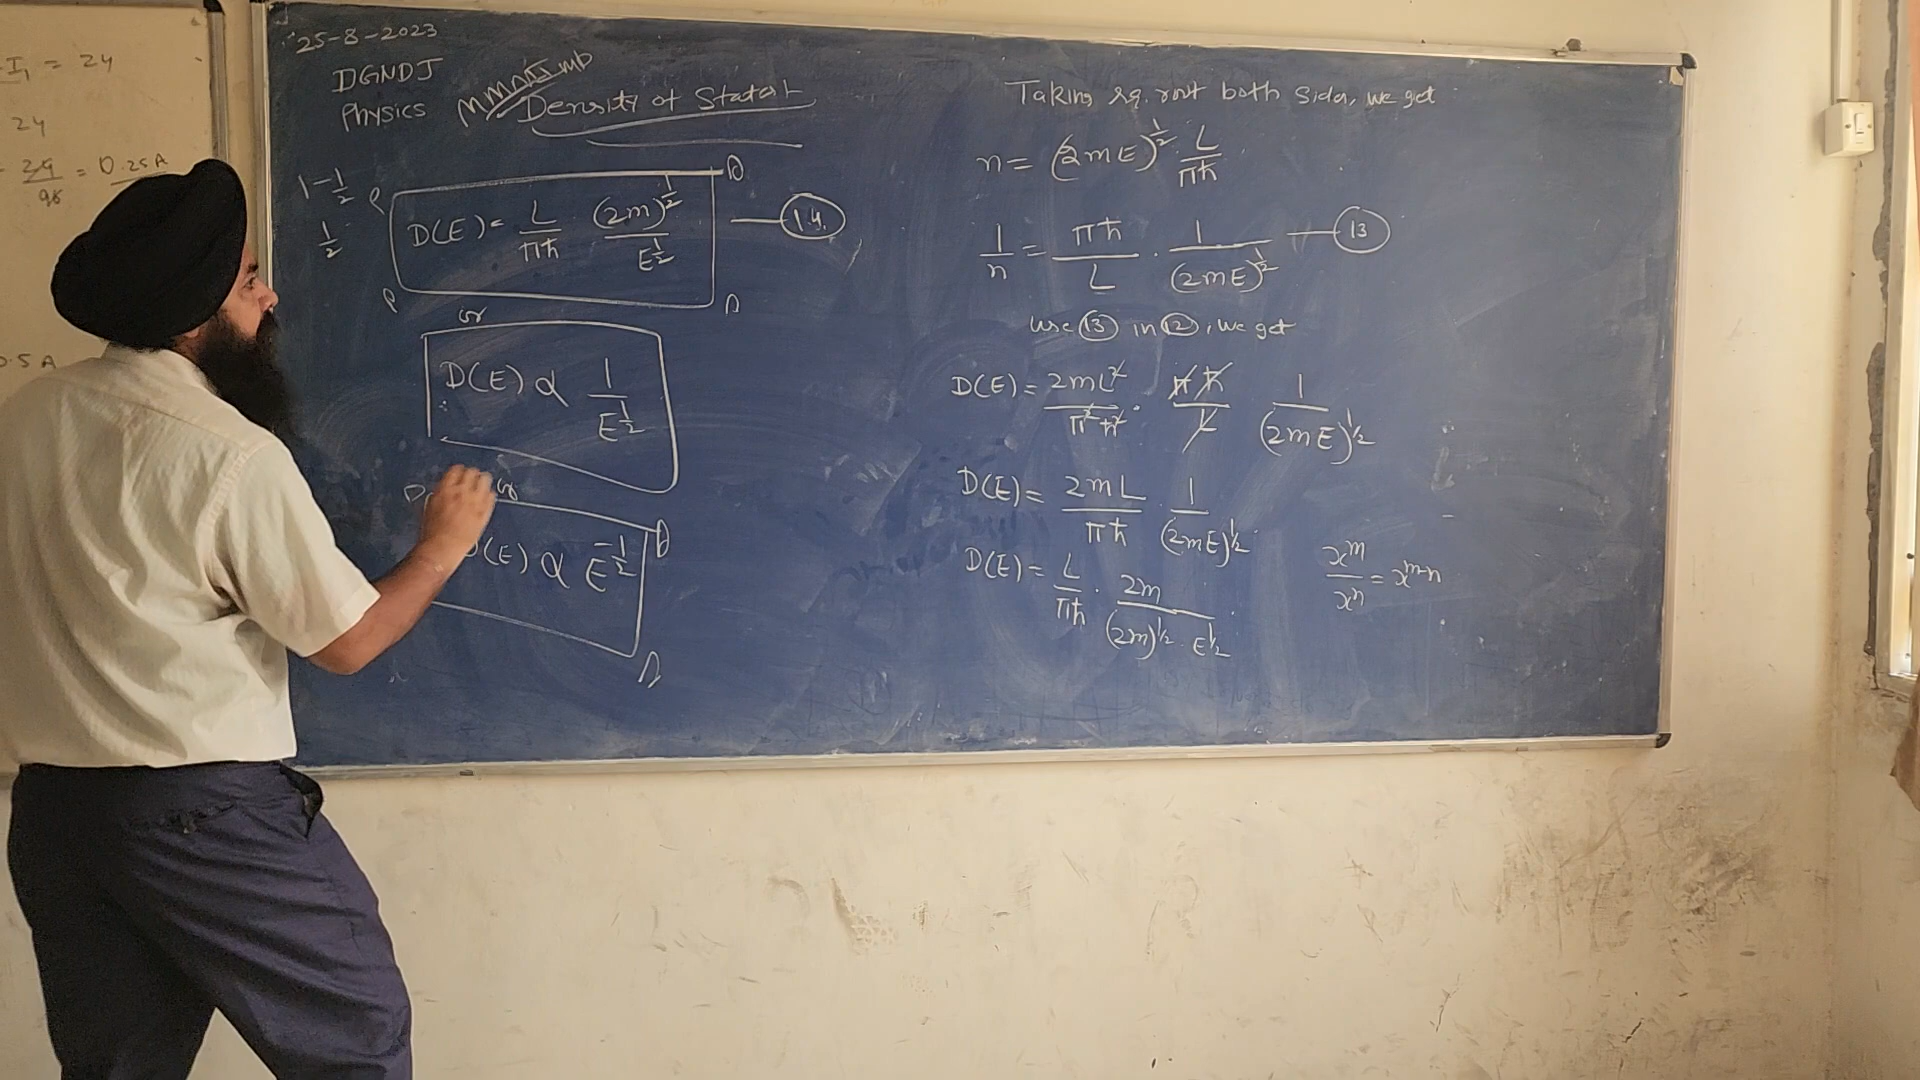 I₁ = 24
24
24/96 = 0.25A
0.5 A
25-8-2023
DGNDJ
Physics
Density of States
1-1/2
1/2
D(E) = L/πħ (2m)^1/2 / E^1/2 — (14)
or
D(E) ∝ 1/E^1/2
or
D(E) ∝ E^-1/2
Taking sq. root both sides, we get
n = (2mE)^1/2 L/πħ
1/n = πħ/L · 1/(2mE)^1/2 — (13)
use (13) in (12), we get
D(E) = 2mL²/π²ħ² · πħ/L 1/(2mE)^1/2
D(E) = 2mL/πħ 1/(2mE)^1/2
D(E) = L/πħ · 2m/(2m)^1/2 · E^1/2
x^m/x^n = x^m-n